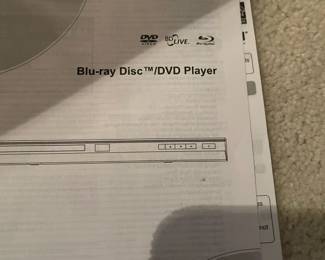 DVD VIDEO BD LIVE Blu-ray Disc
Blu-ray Disc™/DVD Player